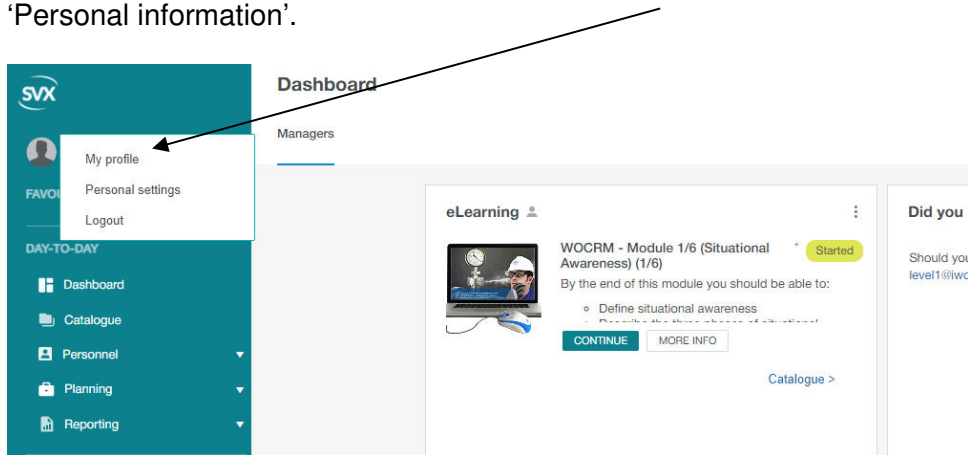 ‘Personal information’.
SVX
Dashboard
Managers
My profile
Personal settings
Logout
DAY-TO-DAY
Dashboard
Catalogue
Personnel
Planning
Reporting
eLearning
WOCRM - Module 1/6 (Situational * Started
Awareness) (1/6)
By the end of this module you should be able to:
Define situational awareness
CONTINUE MORE INFO
Catalogue >
Did you
Should
level1@iwc